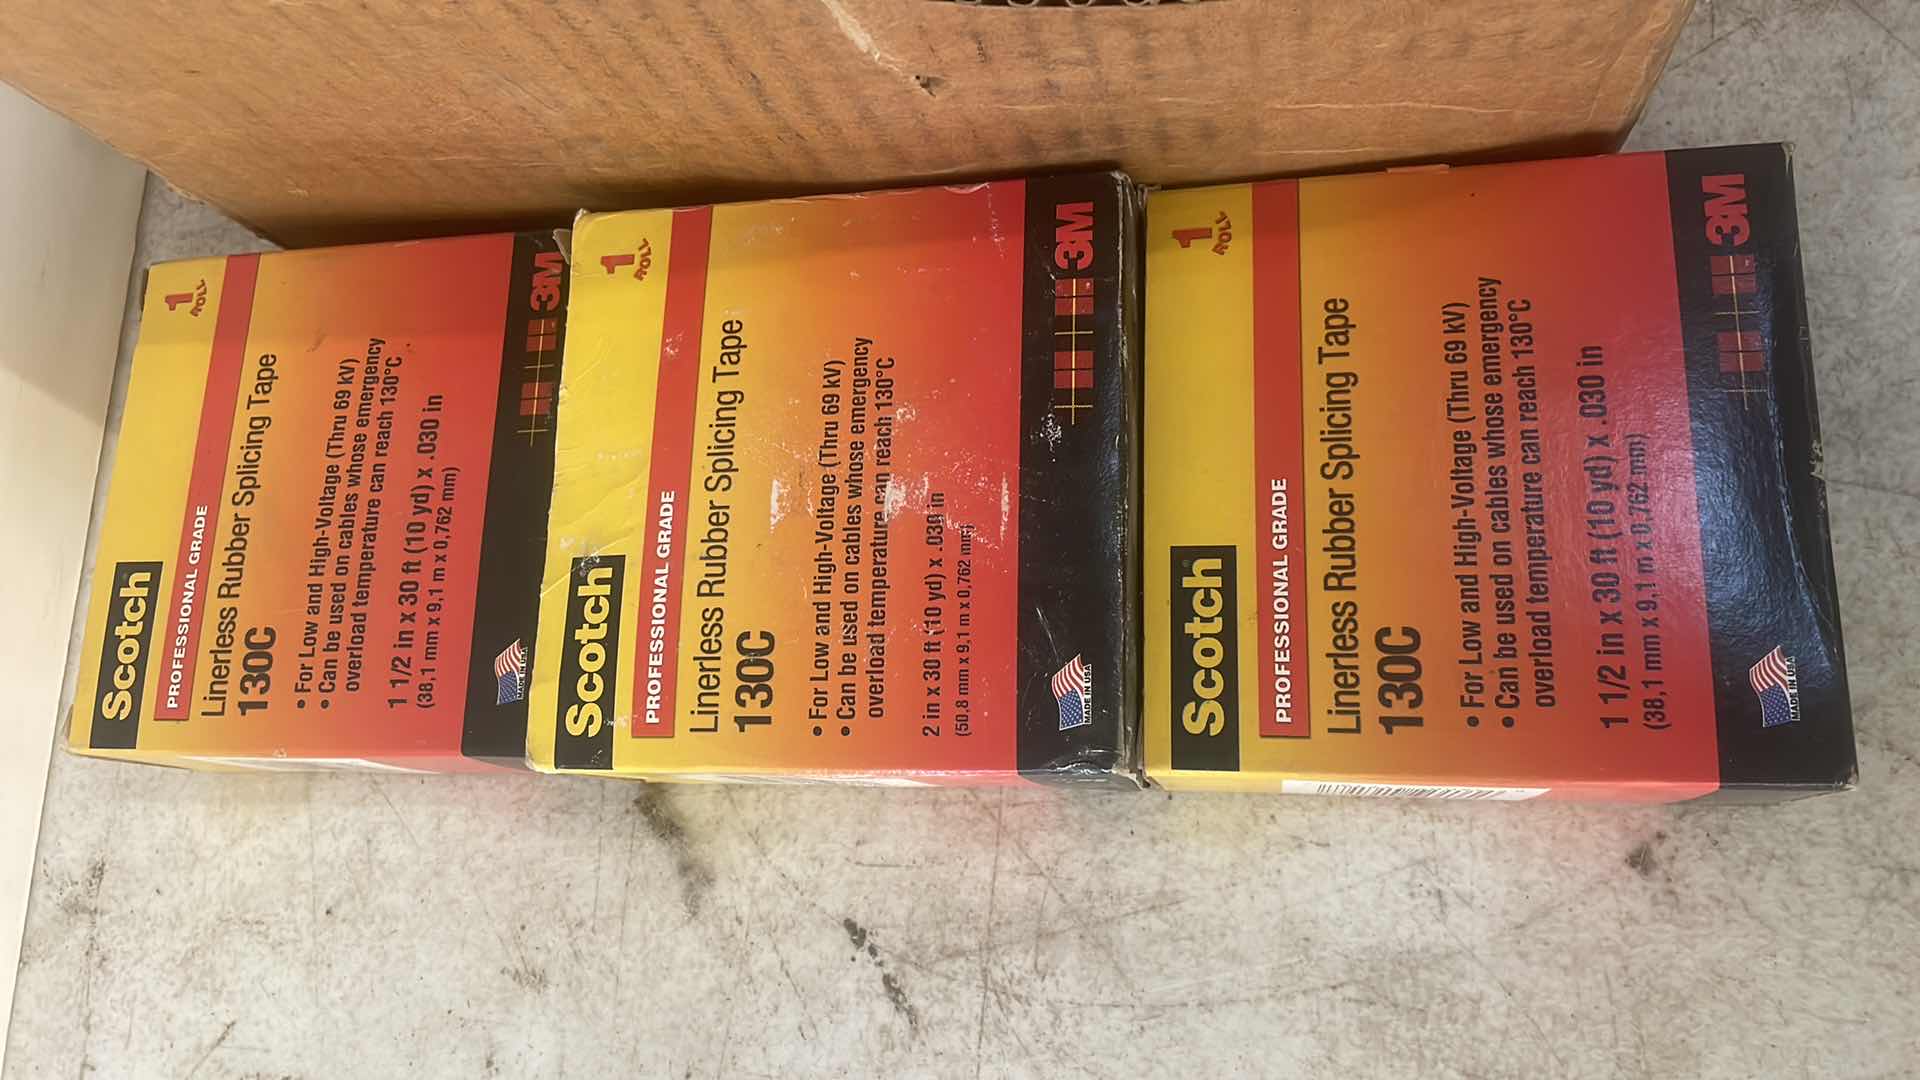 Scotch
1
ROLL
PROFESSIONAL GRADE
Linerless Rubber Splicing Tape
130C
• For Low and High-Voltage (Thru 69 kV)
• Can be used on cables whose emergency
overload temperature can reach 130°C
1 1/2 in x 30 ft (10 yd) x .030 in
(38,1 mm x 9,1 m x 0,762 mm)
MADE IN USA
3M
Scotch
1
ROLL
PROFESSIONAL GRADE
Linerless Rubber Splicing Tape
130C
• For Low and High-Voltage (Thru 69 kV)
• Can be used on cables whose emergency
overload temperature can reach 130°C
2 in x 30 ft (10 yd) x .030 in
(50,8 mm x 9,1 m x 0,762 mm)
MADE IN USA
3M
Scotch
1
ROLL
PROFESSIONAL GRADE
Linerless Rubber Splicing Tape
130C
• For Low and High-Voltage (Thru 69 kV)
• Can be used on cables whose emergency
overload temperature can reach 130°C
1 1/2 in x 30 ft (10 yd) x .030 in
(38,1 mm x 9,1 m x 0,762 mm)
MADE IN USA
3M